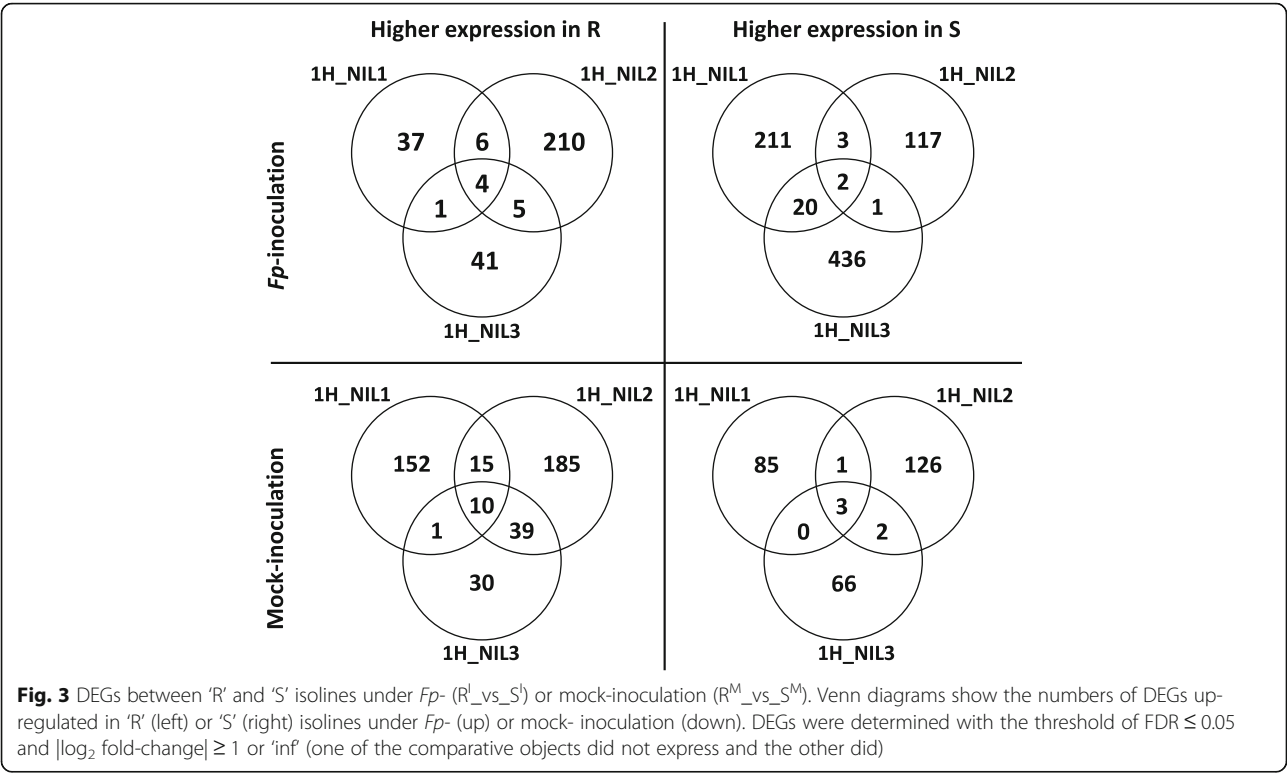 Higher expression in R
Higher expression in S
Fp-inoculation
1H_NIL1
1H_NIL2
37
6
210
4
1
5
41
1H_NIL3
1H_NIL1
1H_NIL2
211
3
117
2
20
1
436
1H_NIL3
Mock-inoculation
1H_NIL1
1H_NIL2
152
15
185
10
1
39
30
1H_NIL3
1H_NIL1
1H_NIL2
85
1
126
3
0
2
66
1H_NIL3
Fig. 3 DEGs between ‘R’ and ‘S’ isolines under Fp- (R^I_vs_S^I) or mock-inoculation (R^M_vs_S^M). Venn diagrams show the numbers of DEGs up-
regulated in ‘R’ (left) or ‘S’ (right) isolines under Fp- (up) or mock- inoculation (down). DEGs were determined with the threshold of FDR ≤ 0.05
and |log₂ fold-change| ≥ 1 or ‘inf’ (one of the comparative objects did not express and the other did)